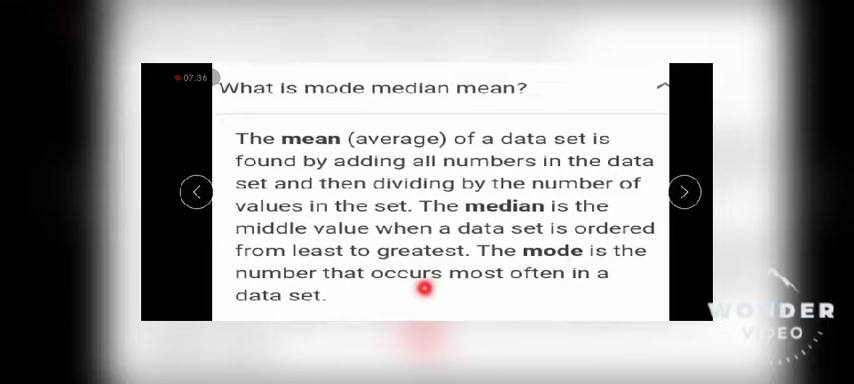 07:36
What is mode median mean?
The mean (average) of a data set is
found by adding all numbers in the data
set and then dividing by the number of
values in the set. The median is the
middle value when a data set is ordered
from least to greatest. The mode is the
number that occurs most often in a
data set.
WONDER
VIDEO